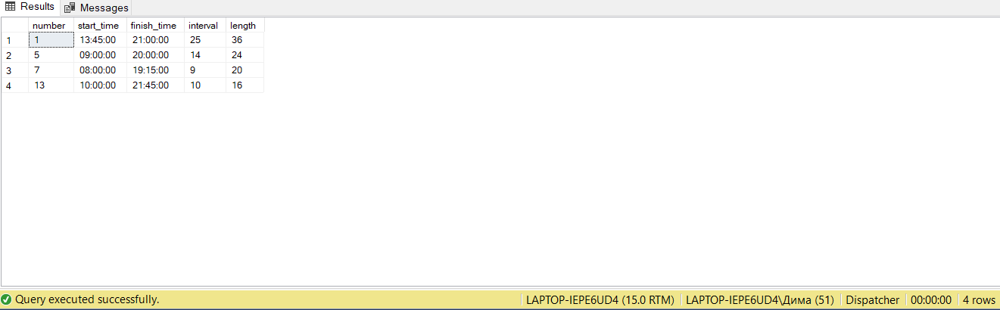 Results Messages
number start_time finish_time interval length
1 1 13:45:00 21:00:00 25 36
2 5 09:00:00 20:00:00 14 24
3 7 08:00:00 19:15:00 9 20
4 13 10:00:00 21:45:00 10 16
Query executed successfully. LAPTOP-IEPE6UD4 (15.0 RTM) LAPTOP-IEPE6UD4\Дима (51) Dispatcher 00:00:00 4 rows